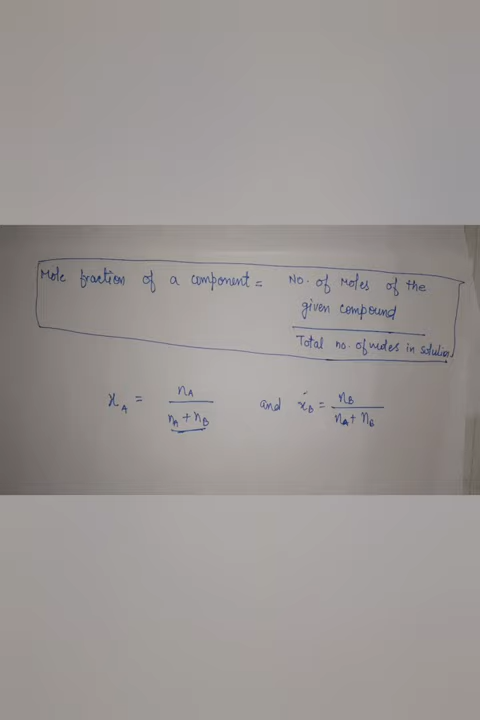 Mole fraction of a component = No. of Moles of the
given compound
Total no. of moles in solution
x_A = n_A / (n_A + n_B) and x_B = n_B / (n_A + n_B)